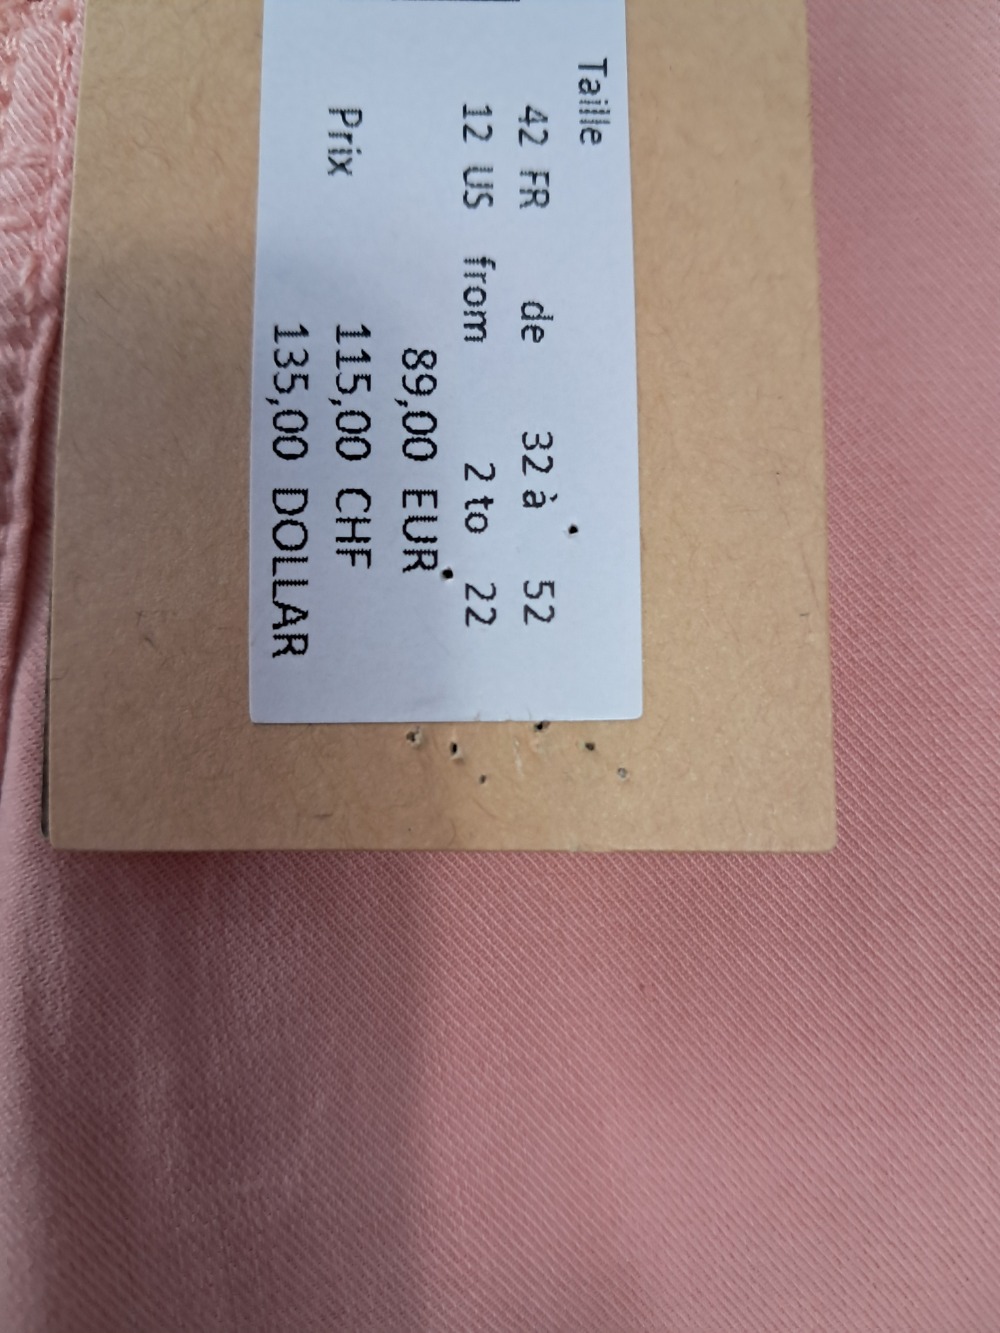 Taille
42 FR de 32 à 52
12 US from 2 to 22
89,00 EUR
Prix 115,00 CHF
135,00 DOLLAR